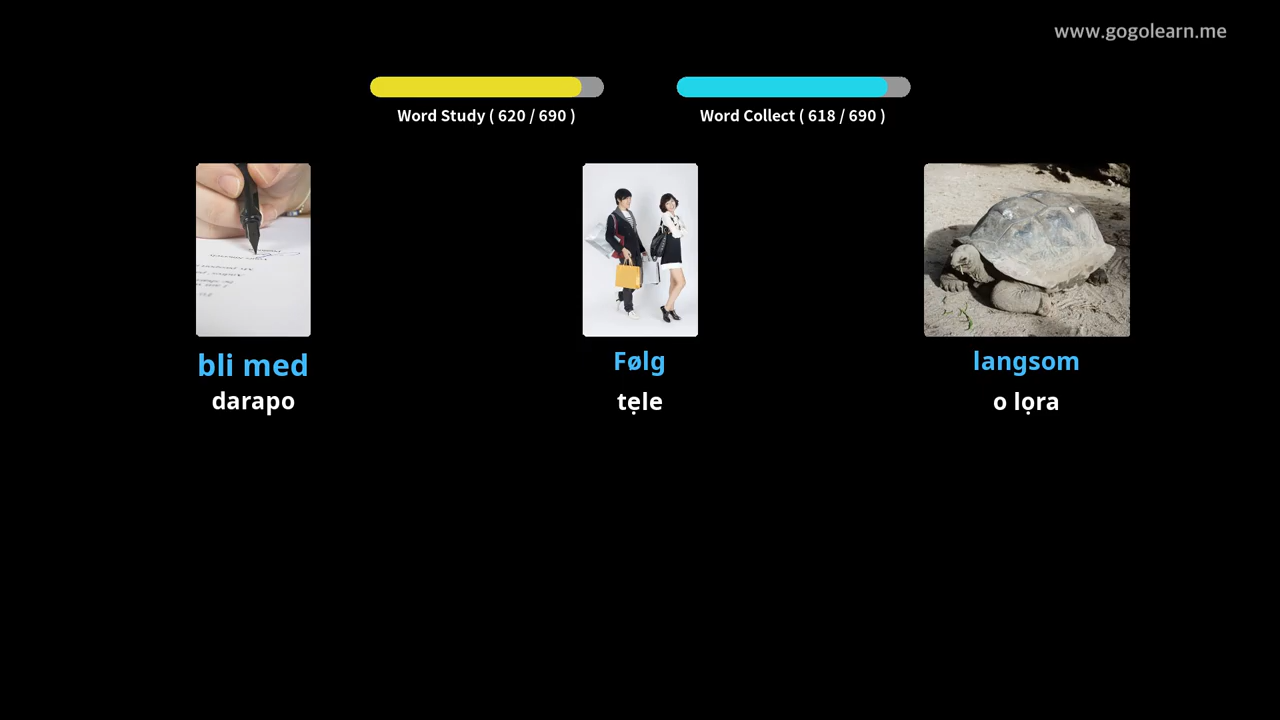 www.gogolearn.me
Word Study ( 620 / 690 )
Word Collect ( 618 / 690 )
bli med
Følg
langsom
darapo
tẹle
o lọra